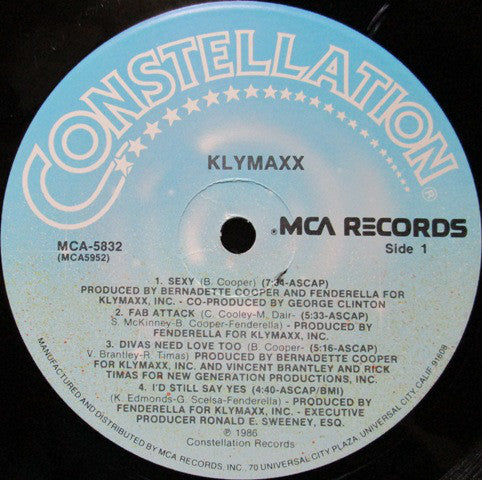 CONSTELLATION®
KLYMAXX
MCA-5832
(MCA5952)
®MCA RECORDS
Side 1
1. SEXY (B. Cooper) (7:34-ASCAP)
PRODUCED BY BERNADETTE COOPER AND FENDERELLA FOR
KLYMAXX, INC. - CO-PRODUCED BY GEORGE CLINTON
2. FAB ATTACK (C. Cooley-M. Dair-
S. McKinney-B. Cooper-Fenderella) (5:33-ASCAP)
- PRODUCED BY
FENDERELLA FOR KLYMAXX, INC.
3. DIVAS NEED LOVE TOO (B. Cooper-
V. Brantley-R. Timas) (5:16-ASCAP)
PRODUCED BY BERNADETTE COOPER
FOR KLYMAXX, INC. AND VINCENT BRANTLEY AND RICK
TIMAS FOR NEW GENERATION PRODUCTIONS, INC.
4. I'D STILL SAY YES (4:40-ASCAP/BMI)
(K. Edmonds-G. Scelsa-Fenderella) - PRODUCED BY
FENDERELLA FOR KLYMAXX, INC. - EXECUTIVE
PRODUCER RONALD E. SWEENEY, ESQ.
℗ 1986
Constellation Records
MANUFACTURED AND DISTRIBUTED BY MCA RECORDS, INC., 70 UNIVERSAL CITY PLAZA, UNIVERSAL CITY, CALIF. 91608